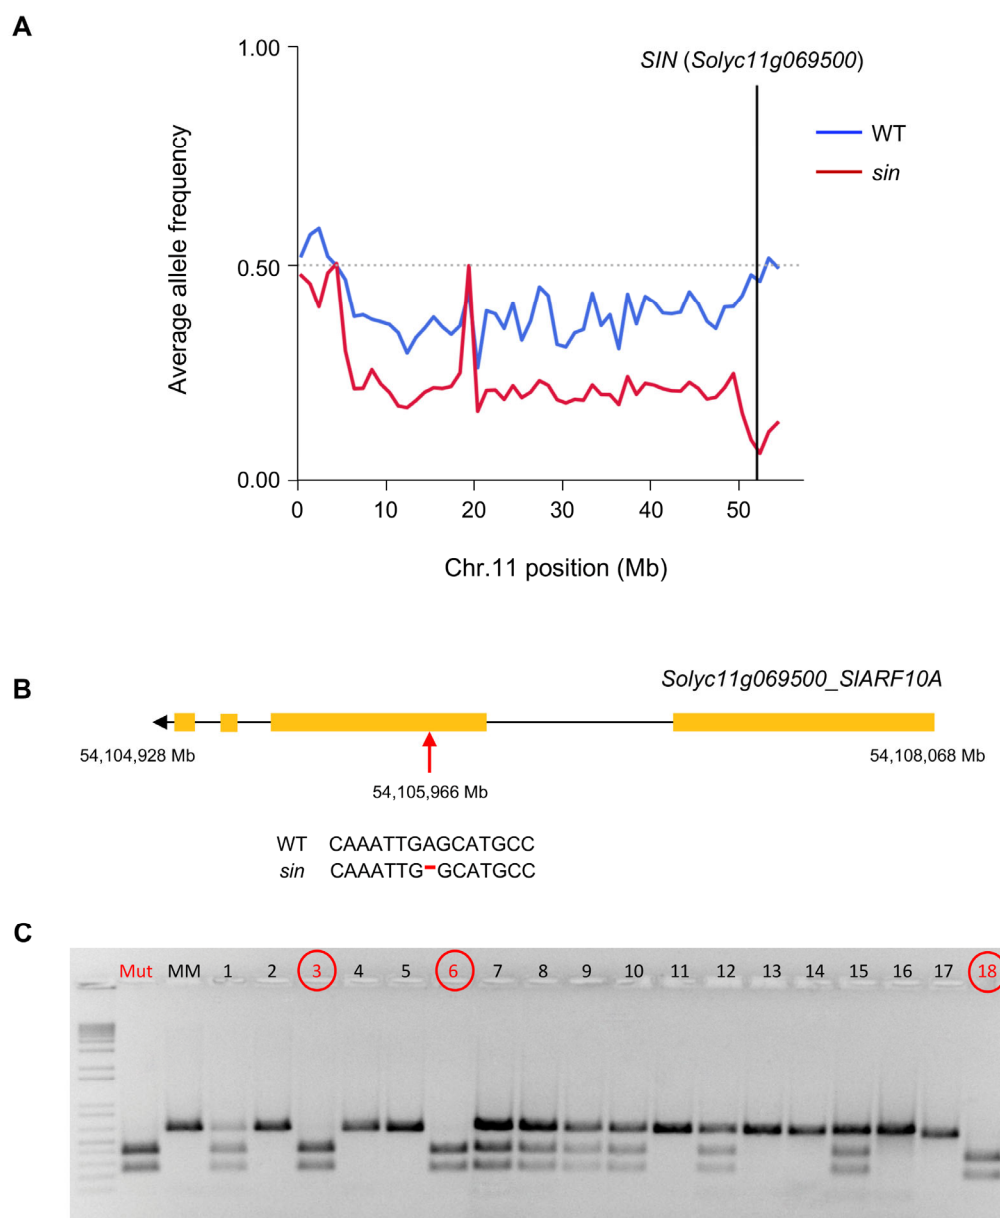 A
1.00
SIN (Solyc11g069500)
WT
sin
Average allele frequency
0.50
0.00
0 10 20 30 40 50
Chr.11 position (Mb)
B
Solyc11g069500_SlARF10A
54,104,928 Mb
54,108,068 Mb
54,105,966 Mb
WT CAAATTGAGCATGCC
sin CAAATTG-GCATGCC
C
Mut MM 1 2 3 4 5 6 7 8 9 10 11 12 13 14 15 16 17 18